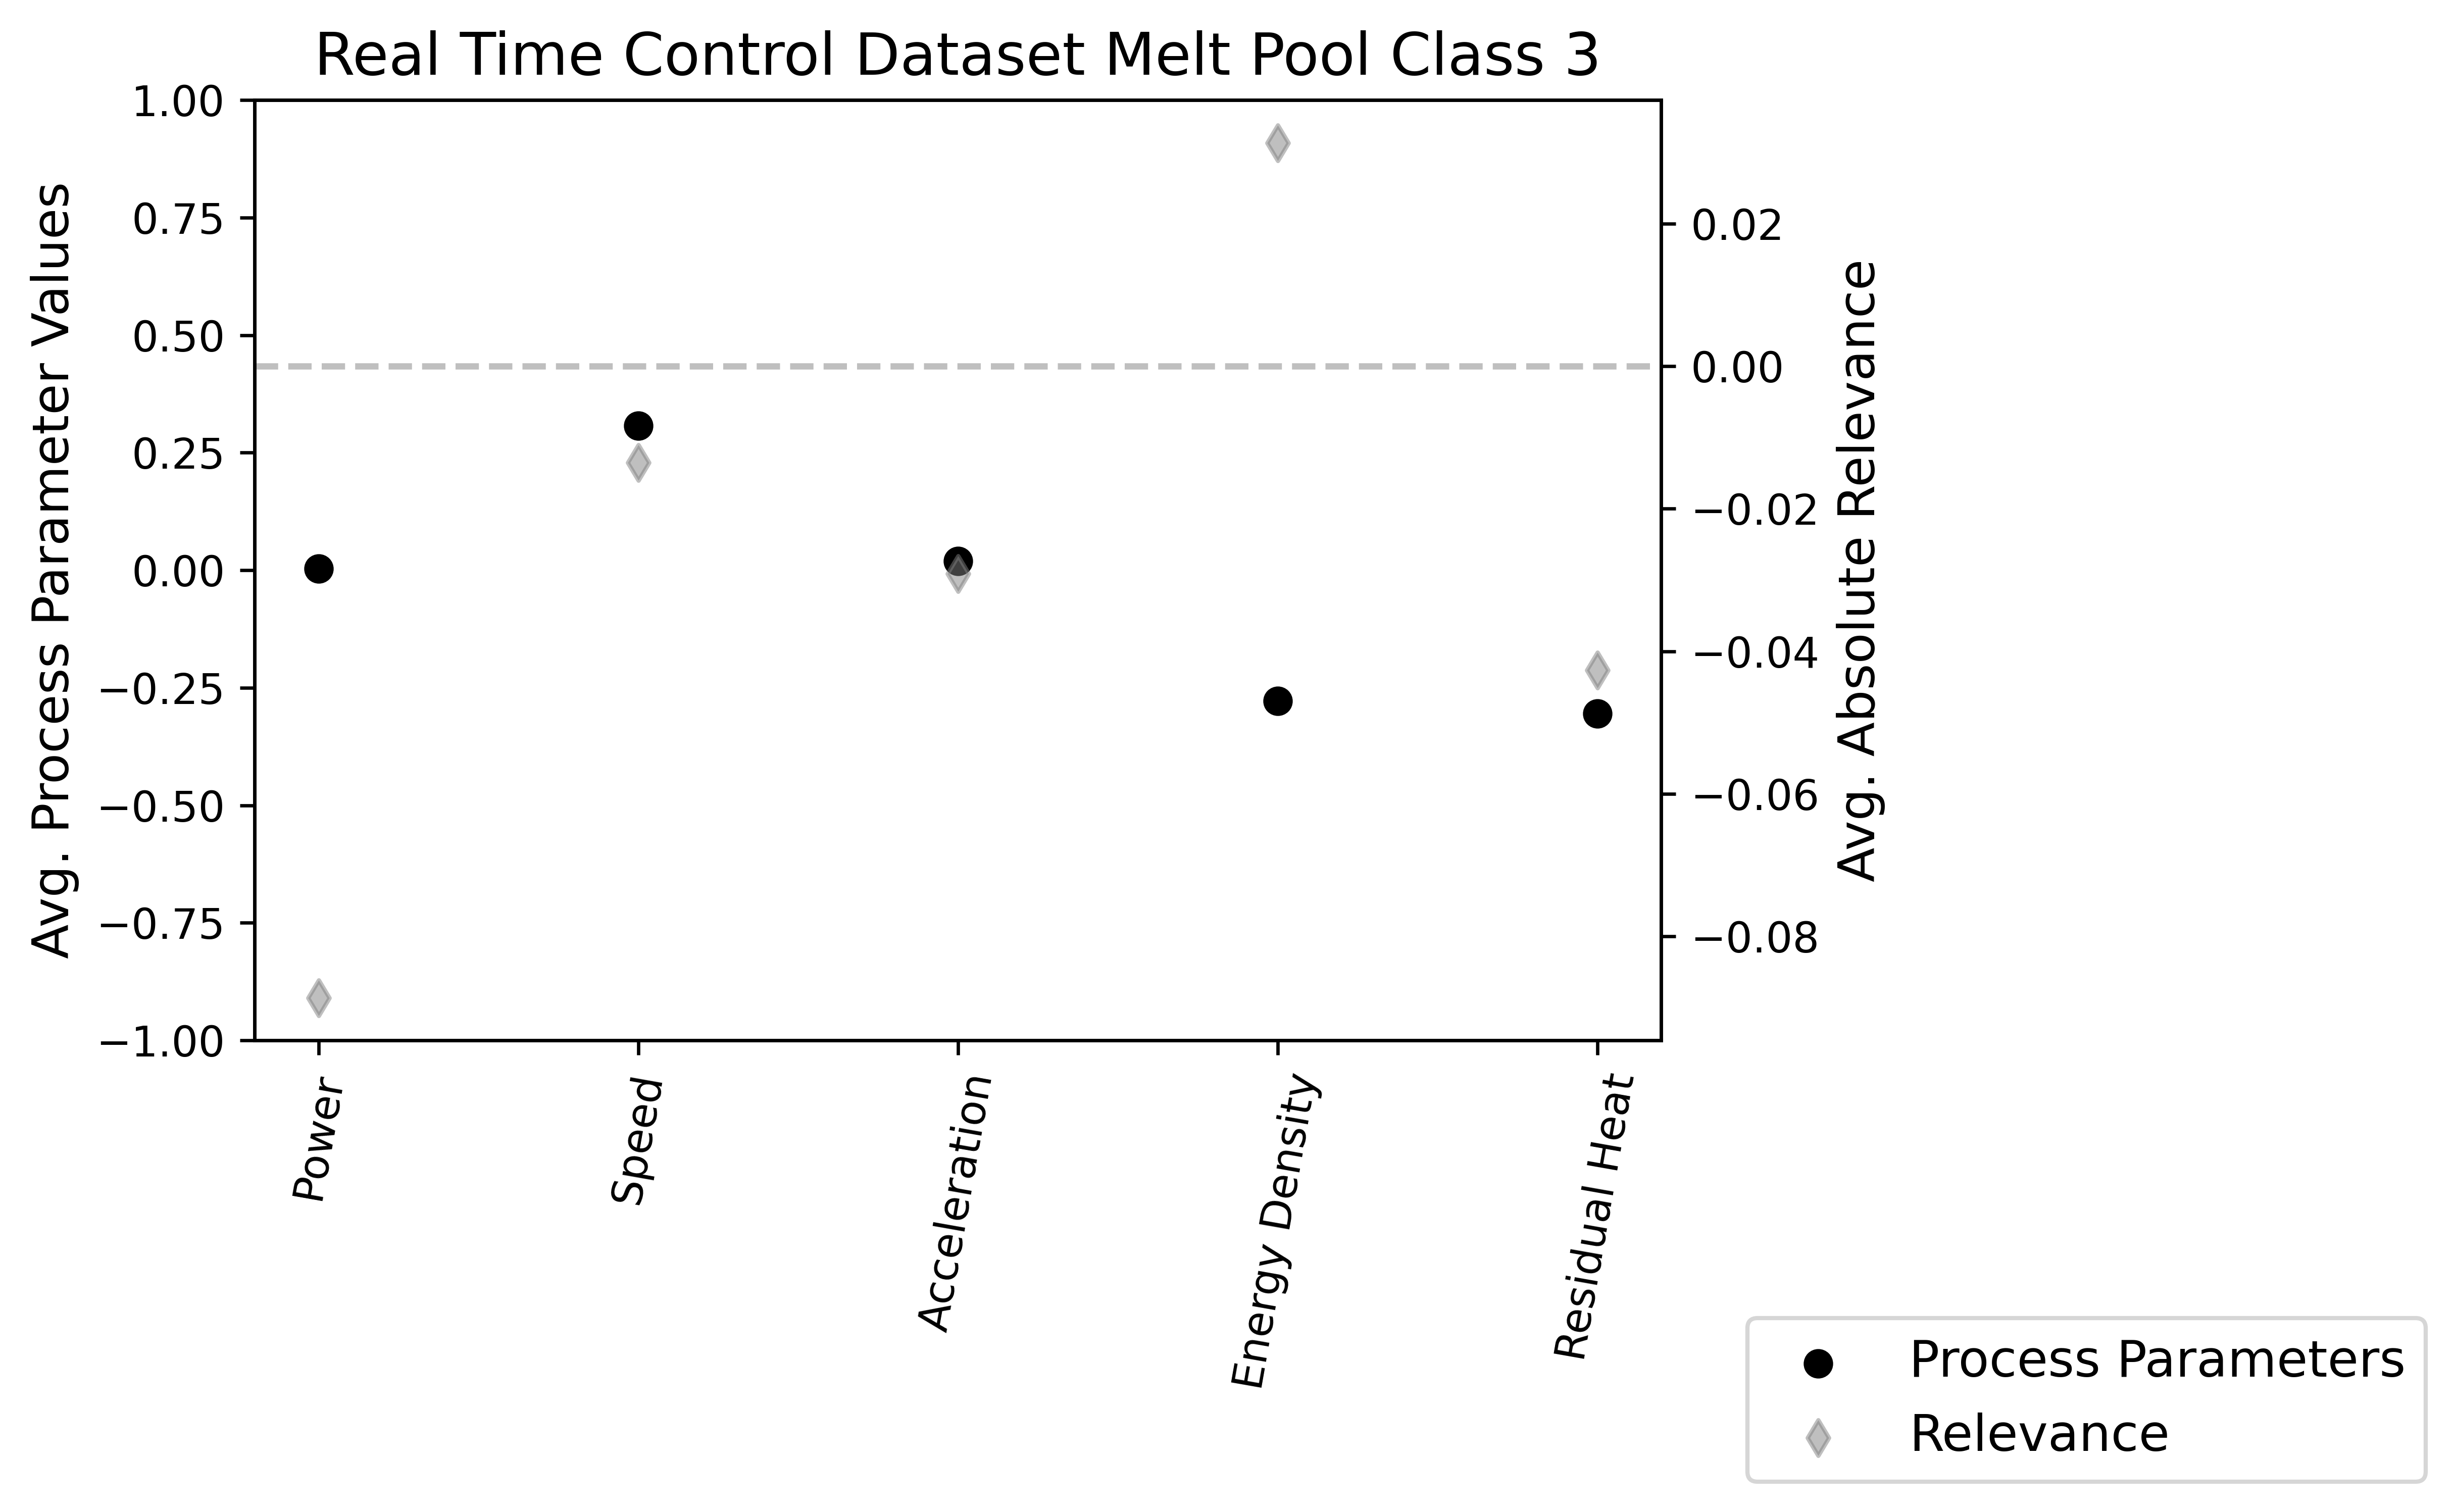 Real Time Control Dataset Melt Pool Class 3
Avg. Process Parameter Values
1.00
0.75
0.50
0.25
0.00
−0.25
−0.50
−0.75
−1.00
0.02
0.00
−0.02
−0.04
−0.06
−0.08
Avg. Absolute Relevance
Power
Speed
Acceleration
Energy Density
Residual Heat
Process Parameters
Relevance